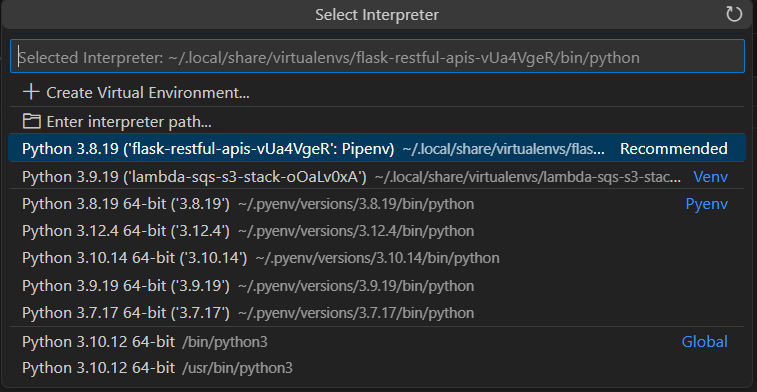 Select Interpreter
Selected Interpreter: ~/.local/share/virtualenvs/flask-restful-apis-vUa4VgeR/bin/python
Create Virtual Environment...
Enter interpreter path...
Python 3.8.19 ('flask-restful-apis-vUa4VgeR': Pipenv) ~/.local/share/virtualenvs/flas... Recommended
Python 3.9.19 ('lambda-sqs-s3-stack-oOaLv0xA') ~/.local/share/virtualenvs/lambda-sqs-s3-stac... Venv
Python 3.8.19 64-bit ('3.8.19') ~/.pyenv/versions/3.8.19/bin/python Pyenv
Python 3.12.4 64-bit ('3.12.4') ~/.pyenv/versions/3.12.4/bin/python
Python 3.10.14 64-bit ('3.10.14') ~/.pyenv/versions/3.10.14/bin/python
Python 3.9.19 64-bit ('3.9.19') ~/.pyenv/versions/3.9.19/bin/python
Python 3.7.17 64-bit ('3.7.17') ~/.pyenv/versions/3.7.17/bin/python
Python 3.10.12 64-bit /bin/python3 Global
Python 3.10.12 64-bit /usr/bin/python3